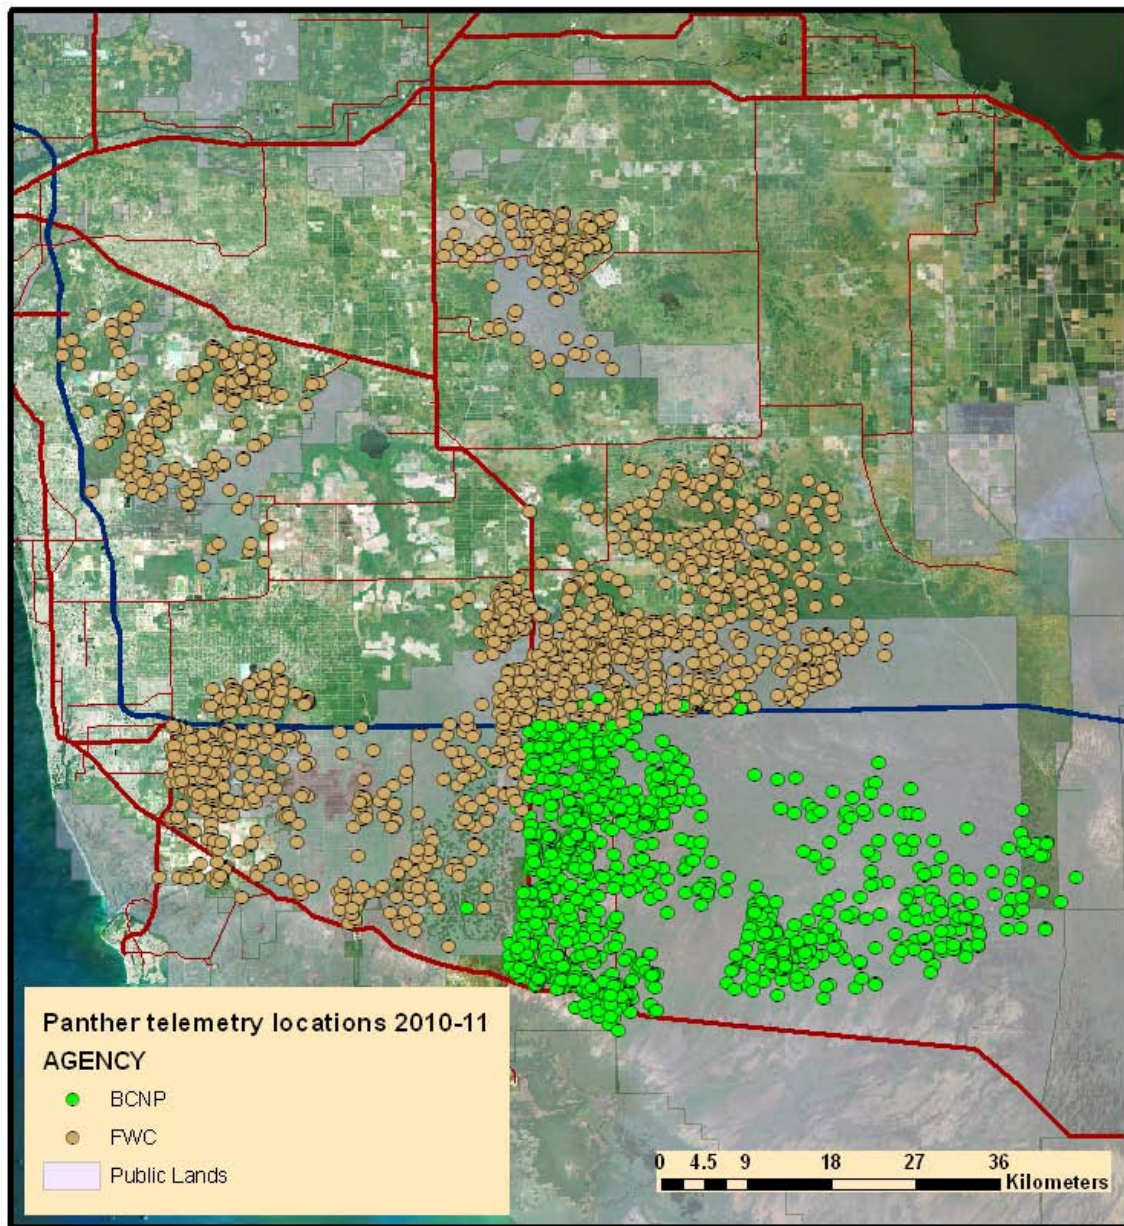 Panther telemetry locations 2010-11
AGENCY
BCNP
FWC
Public Lands
0 4.5 9 18 27 36
Kilometers